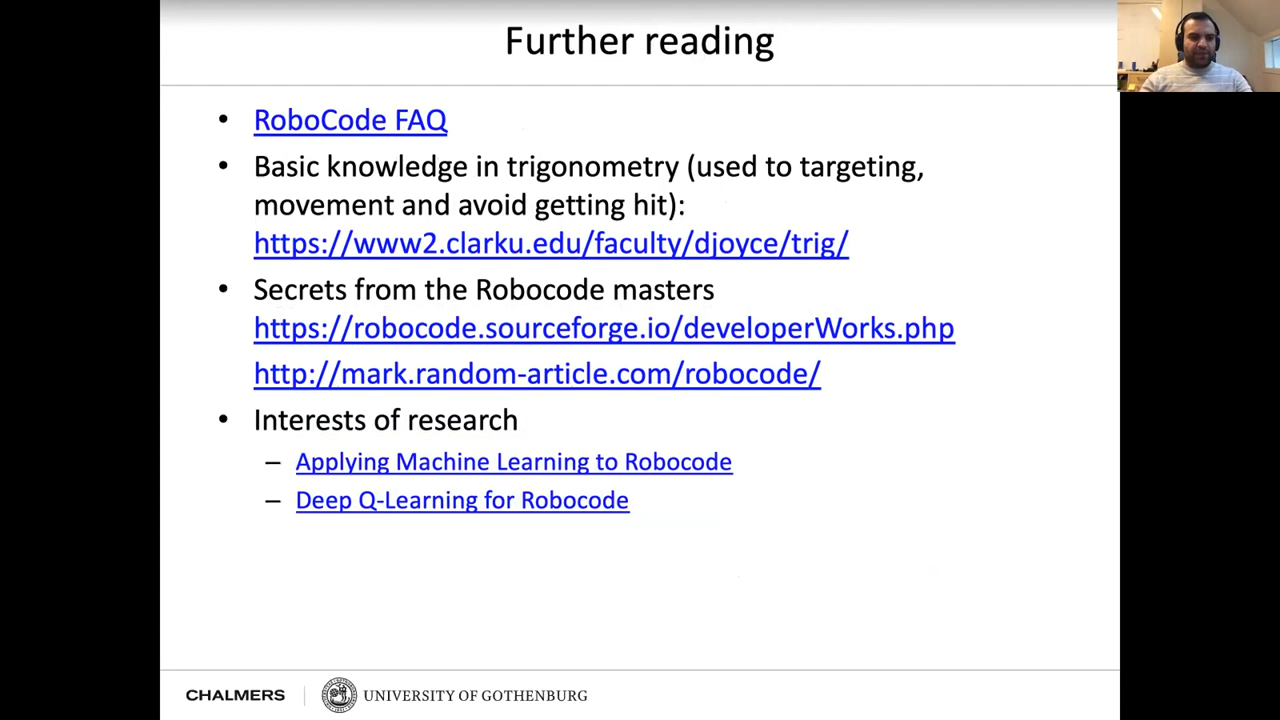 Further reading
• RoboCode FAQ
• Basic knowledge in trigonometry (used to targeting,
movement and avoid getting hit):
https://www2.clarku.edu/faculty/djoyce/trig/
• Secrets from the Robocode masters
https://robocode.sourceforge.io/developerWorks.php
http://mark.random-article.com/robocode/
• Interests of research
– Applying Machine Learning to Robocode
– Deep Q-Learning for Robocode
CHALMERS
UNIVERSITY OF GOTHENBURG